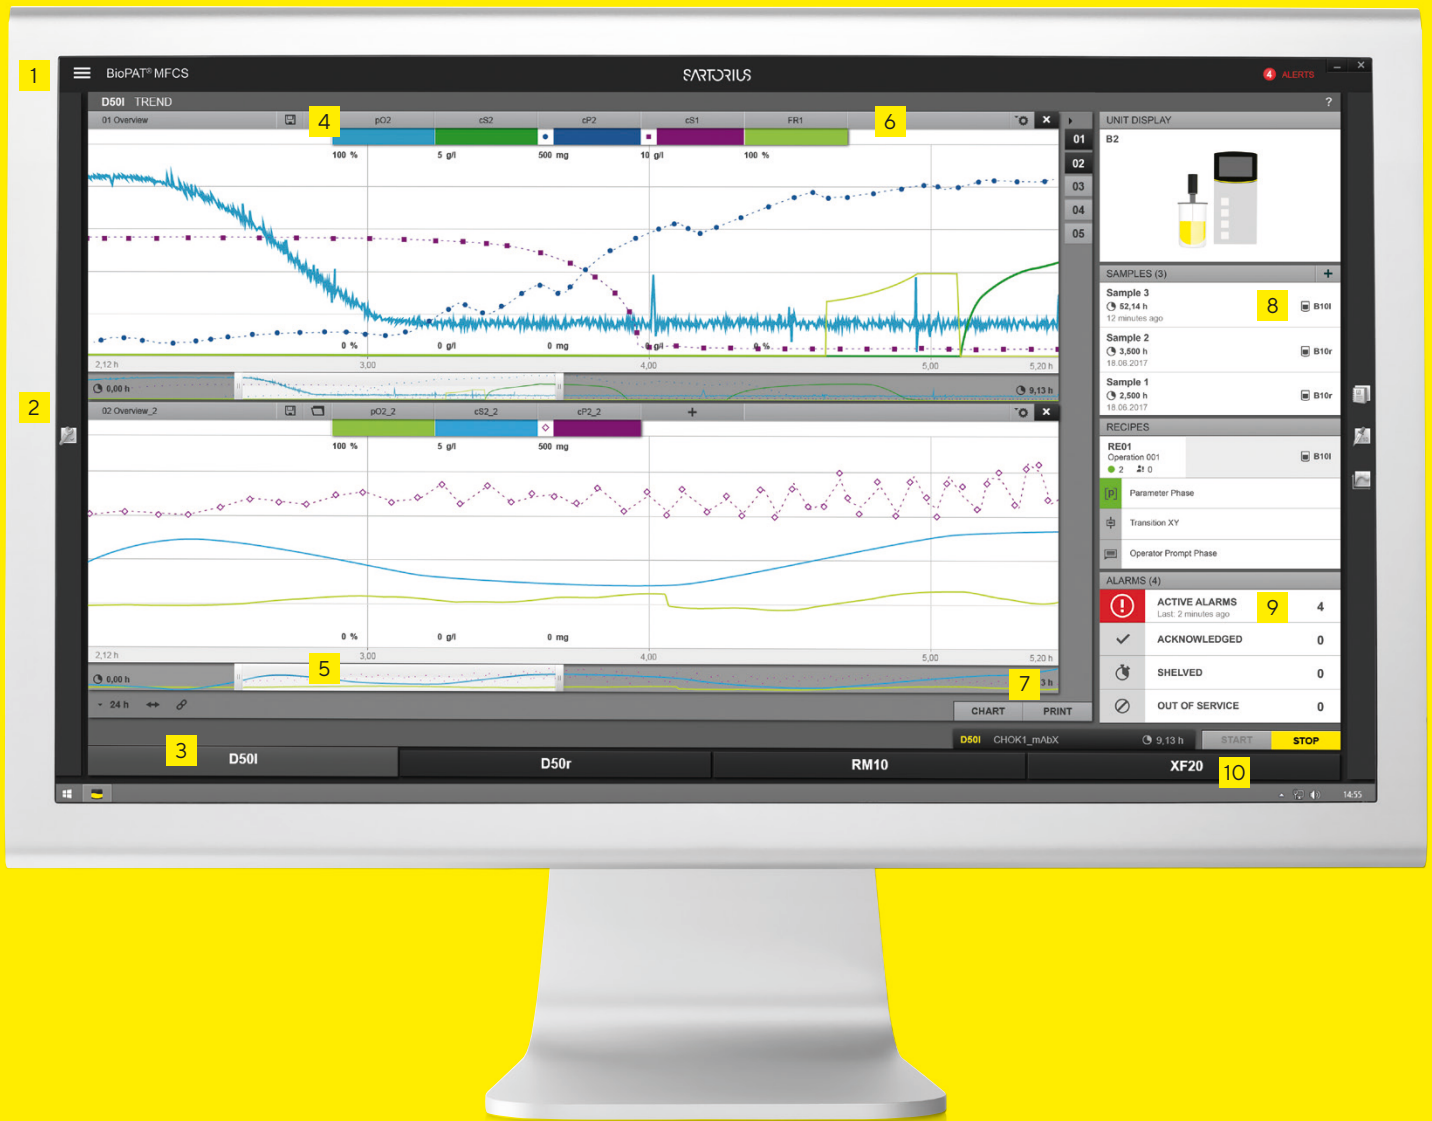 1
BioPAT® MFCS
SARTORIUS
4 ALERTS
D50l TREND
?
01 Overview
4
pO2
cS2
cP2
cS1
FR1
6
100 %
5 g/l
500 mg
10 g/l
100 %
0 %
0 g/l
0 mg
0 g/l
0 %
2,12 h
3,00
4,00
5,00
5,20 h
0,00 h
9,13 h
01
02
03
04
05
2
02 Overview_2
pO2_2
cS2_2
cP2_2
+
100 %
5 g/l
500 mg
0 %
0 g/l
0 mg
2,12 h
3,00
4,00
5,00
5,20 h
5
0,00 h
3 h
7
24 h
CHART
PRINT
UNIT DISPLAY
B2
SAMPLES (3)
+
Sample 3
52,14 h
12 minutes ago
8
B10l
Sample 2
3,500 h
18.06.2017
B10r
Sample 1
2,500 h
18.06.2017
B10r
RECIPES
RE01
Operation 001
2
0
B10l
[P] Parameter Phase
Transition XY
Operator Prompt Phase
ALARMS (4)
ACTIVE ALARMS
Last: 2 minutes ago
9
4
ACKNOWLEDGED 0
SHELVED 0
OUT OF SERVICE 0
D50l CHOK1_mAbX
9,13 h
START
STOP
3
D50l
D50r
RM10
XF20
10
14:55